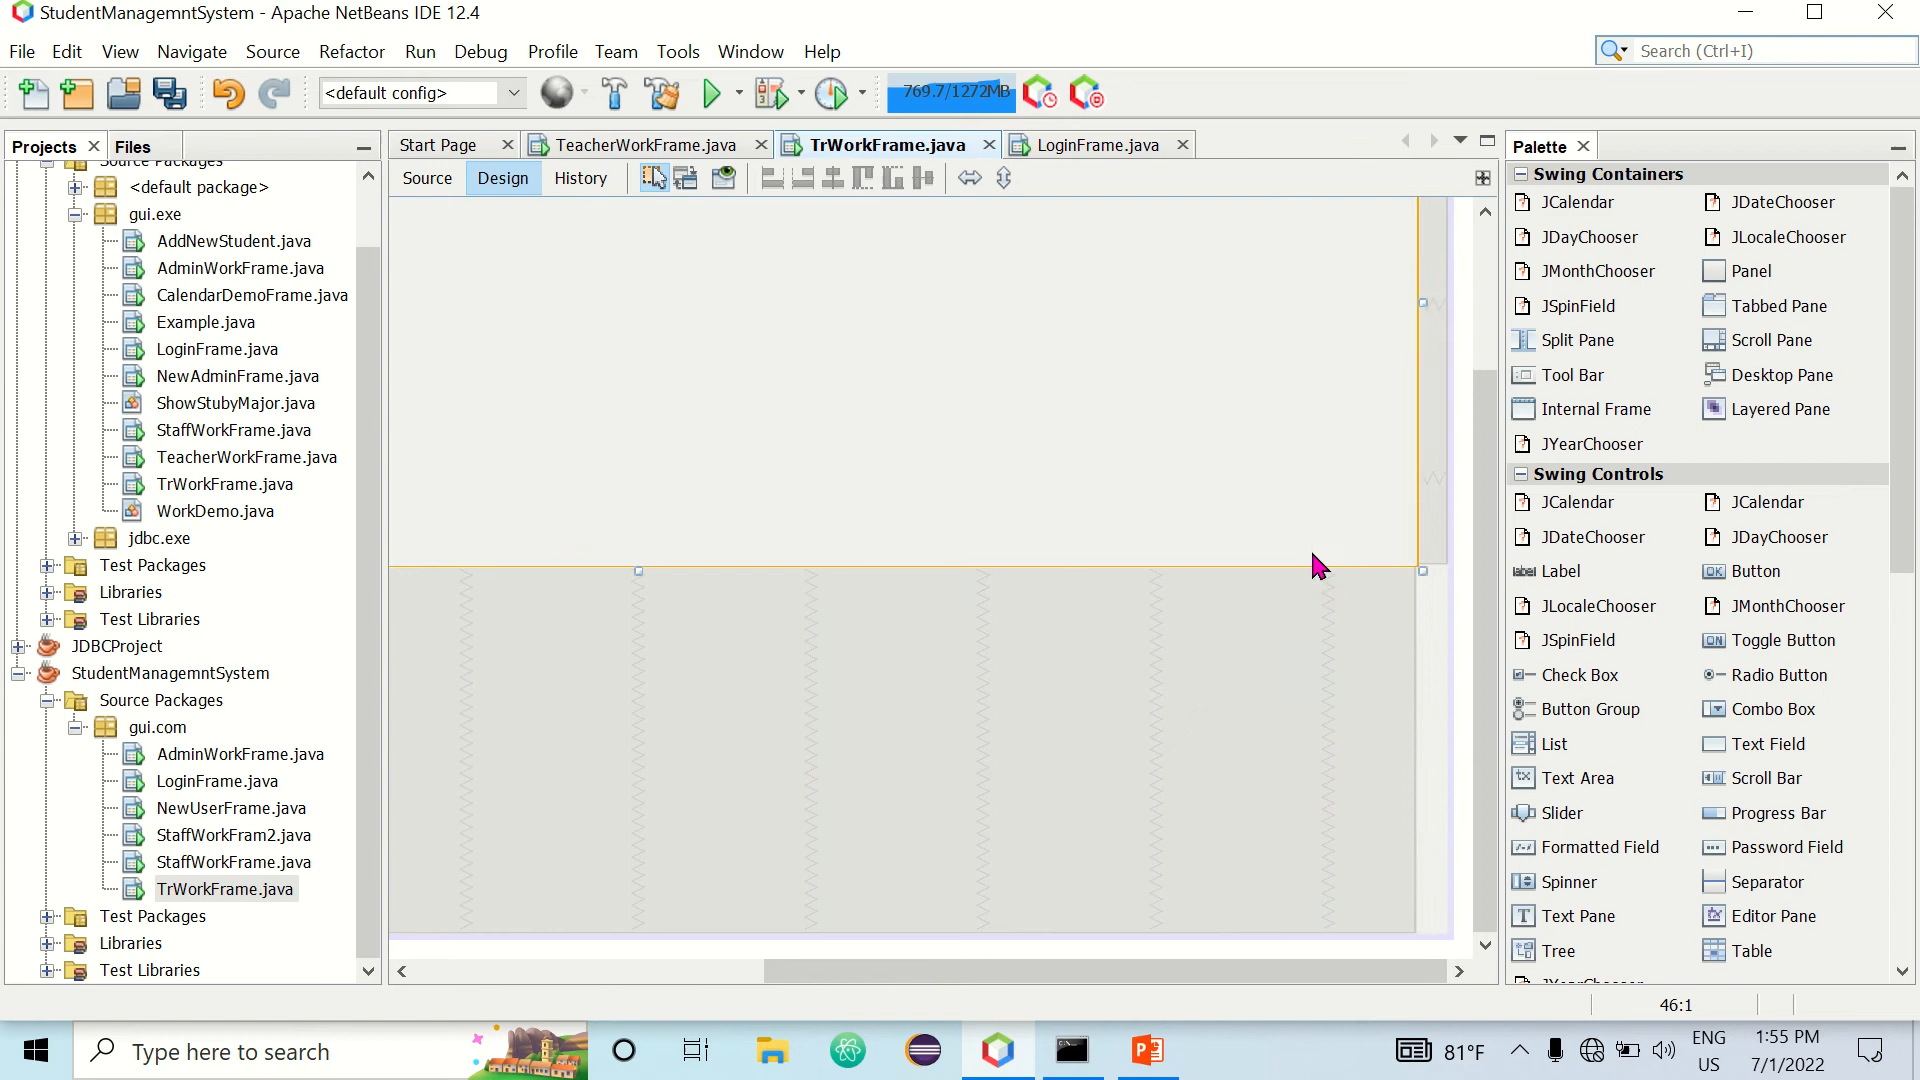 StudentManagemntSystem - Apache NetBeans IDE 12.4
File Edit View Navigate Source Refactor Run Debug Profile Team Tools Window Help
Search (Ctrl+I)
<default config>
769.7/1272MB
Projects Files
Source Packages
<default package>
gui.exe
AddNewStudent.java
AdminWorkFrame.java
CalendarDemoFrame.java
Example.java
LoginFrame.java
NewAdminFrame.java
ShowStubyMajor.java
StaffWorkFrame.java
TeacherWorkFrame.java
TrWorkFrame.java
WorkDemo.java
jdbc.exe
Test Packages
Libraries
Test Libraries
JDBCProject
StudentManagemntSystem
Source Packages
gui.com
AdminWorkFrame.java
LoginFrame.java
NewUserFrame.java
StaffWorkFram2.java
StaffWorkFrame.java
TrWorkFrame.java
Test Packages
Libraries
Test Libraries
Start Page TeacherWorkFrame.java TrWorkFrame.java LoginFrame.java
Source Design History
Palette
Swing Containers
JCalendar JDateChooser
JDayChooser JLocaleChooser
JMonthChooser Panel
JSpinField Tabbed Pane
Split Pane Scroll Pane
Tool Bar Desktop Pane
Internal Frame Layered Pane
JYearChooser
Swing Controls
JCalendar JCalendar
JDateChooser JDayChooser
label Label OK Button
JLocaleChooser JMonthChooser
JSpinField ON Toggle Button
Check Box Radio Button
Button Group Combo Box
List Text Field
Text Area Scroll Bar
Slider Progress Bar
Formatted Field Password Field
Spinner Separator
Text Pane Editor Pane
Tree Table
JYearChooser
46:1
Type here to search
81°F
ENG
US
1:55 PM
7/1/2022